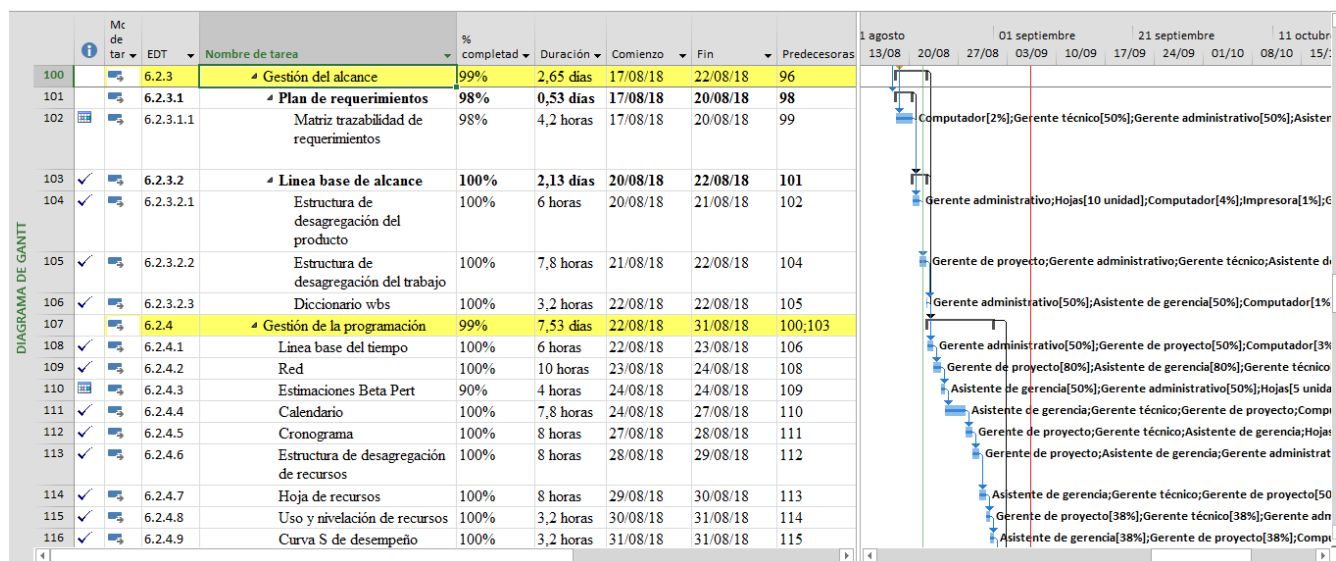 Mc
de
tar EDT Nombre de tarea % completad Duración Comienzo Fin Predecesoras
1 agosto 01 septiembre 21 septiembre 11 octubr
13/08 20/08 27/08 03/09 10/09 17/09 24/09 01/10 08/10 15/
100 6.2.3 Gestión del alcance 99% 2,65 días 17/08/18 22/08/18 96
101 6.2.3.1 Plan de requerimientos 98% 0,53 días 17/08/18 20/08/18 98
102 6.2.3.1.1 Matriz trazabilidad de 98% 4,2 horas 17/08/18 20/08/18 99 Computador[2%];Gerente técnico[50%];Gerente administrativo[50%];Asisten
requerimientos
103 6.2.3.2 Linea base de alcance 100% 2,13 días 20/08/18 22/08/18 101
104 6.2.3.2.1 Estructura de 100% 6 horas 20/08/18 21/08/18 102 Gerente administrativo;Hojas[10 unidad];Computador[4%];Impresora[1%];G
desagregación del
producto
105 6.2.3.2.2 Estructura de 100% 7,8 horas 21/08/18 22/08/18 104 Gerente de proyecto;Gerente administrativo;Gerente técnico;Asistente d
desagregación del trabajo
106 6.2.3.2.3 Diccionario wbs 100% 3,2 horas 22/08/18 22/08/18 105 Gerente administrativo[50%];Asistente de gerencia[50%];Computador[1%
107 6.2.4 Gestión de la programación 99% 7,53 días 22/08/18 31/08/18 100;103
108 6.2.4.1 Linea base del tiempo 100% 6 horas 22/08/18 23/08/18 106 Gerente administrativo[50%];Gerente de proyecto[50%];Computador[3%
109 6.2.4.2 Red 100% 10 horas 23/08/18 24/08/18 108 Gerente de proyecto[80%];Asistente de gerencia[80%];Gerente técnico
110 6.2.4.3 Estimaciones Beta Pert 90% 4 horas 24/08/18 24/08/18 109 Asistente de gerencia[50%];Gerente administrativo[50%];Hojas[5 unida
111 6.2.4.4 Calendario 100% 7,8 horas 24/08/18 27/08/18 110 Asistente de gerencia;Gerente técnico;Gerente de proyecto;Compu
112 6.2.4.5 Cronograma 100% 8 horas 27/08/18 28/08/18 111 Gerente de proyecto;Gerente técnico;Asistente de gerencia;Hojas
113 6.2.4.6 Estructura de desagregación 100% 8 horas 28/08/18 29/08/18 112 Gerente de proyecto;Asistente de gerencia;Gerente administrat
de recursos
114 6.2.4.7 Hoja de recursos 100% 8 horas 29/08/18 30/08/18 113 Asistente de gerencia;Gerente técnico;Gerente de proyecto[50
115 6.2.4.8 Uso y nivelación de recursos 100% 3,2 horas 30/08/18 31/08/18 114 Gerente de proyecto[38%];Gerente técnico[38%];Gerente adm
116 6.2.4.9 Curva S de desempeño 100% 3,2 horas 31/08/18 31/08/18 115 Asistente de gerencia[38%];Gerente de proyecto[38%];Compu
DIAGRAMA DE GANTT